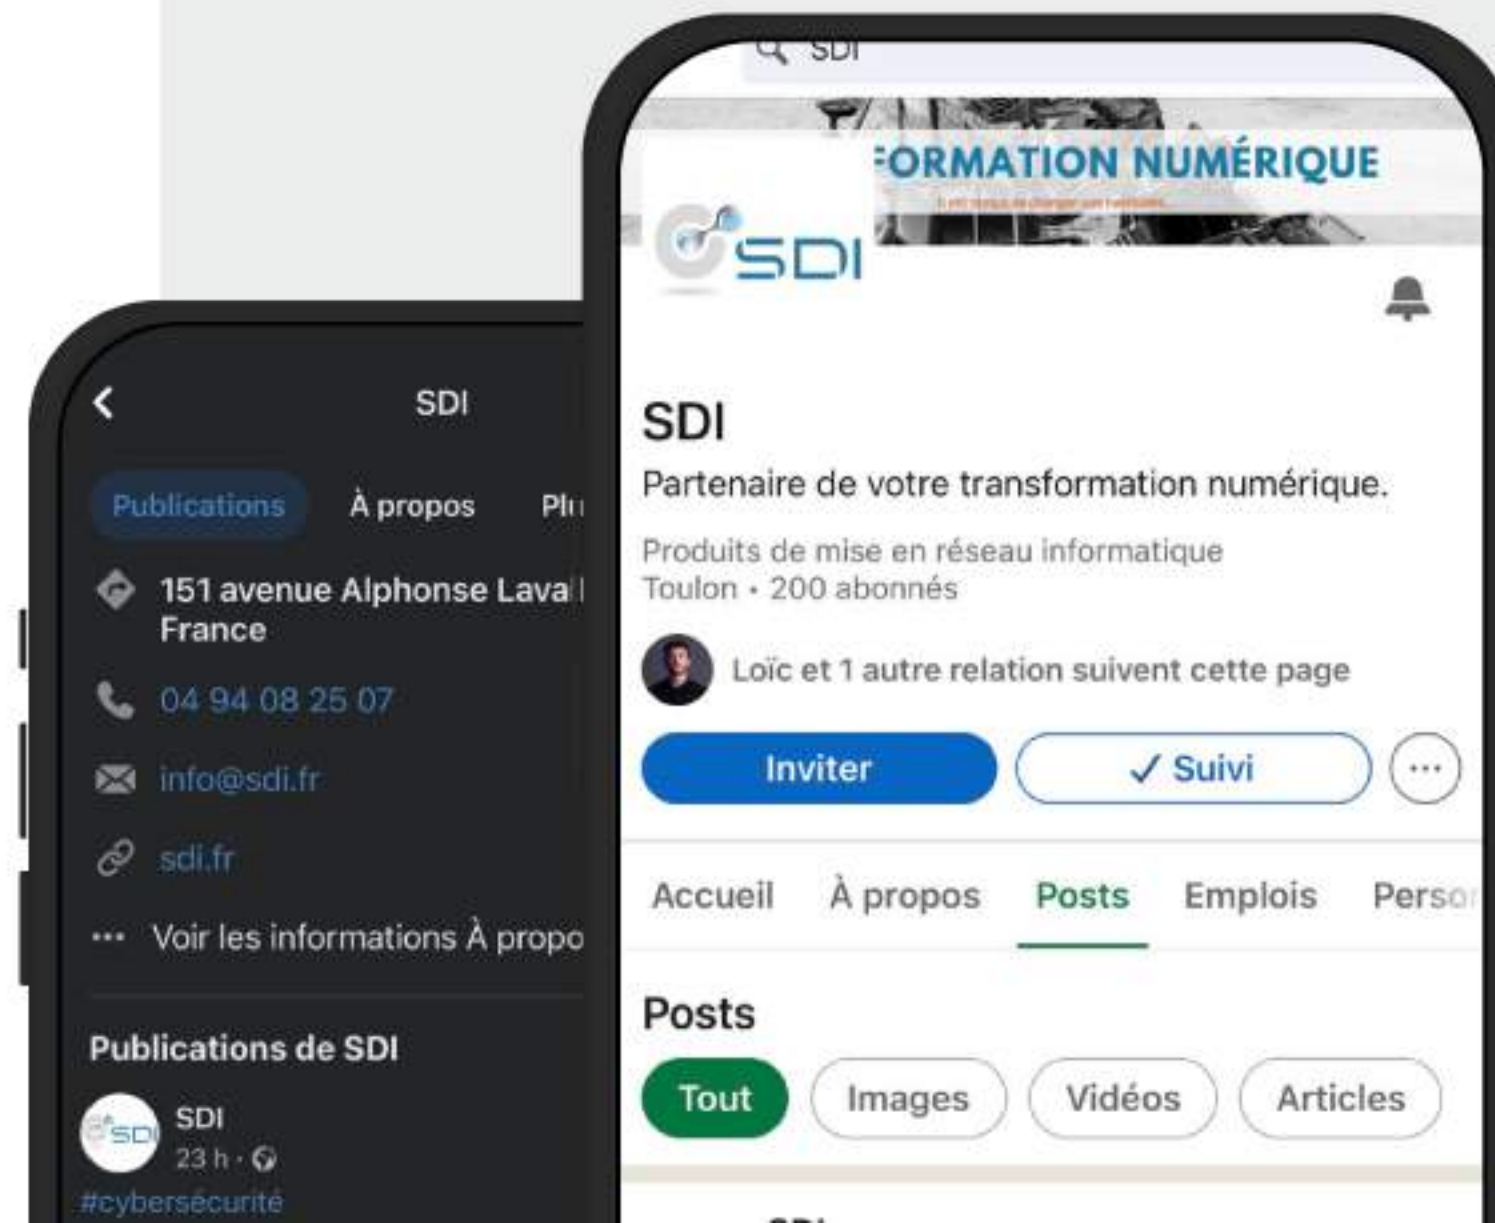 SDI
Publications
À propos
151 avenue Alphonse
France
04 94 08 25 07
info@sdi.fr
sdi.fr
Voir les informations À propo
Publications de SDI
SDI
SDI
23 h
#cybersécurité
SDI
FORMATION NUMÉRIQUE
SDI
SDI
Partenaire de votre transformation numérique.
Produits de mise en réseau informatique
Toulon • 200 abonnés
Loïc et 1 autre relation suivent cette page
Inviter
Suivi
Accueil À propos Posts Emplois Person
Posts
Tout Images Vidéos Articles
SDI